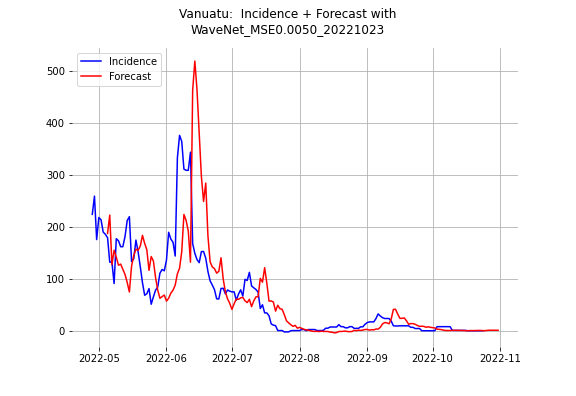 Vanuatu:  Incidence + Forecast with
WaveNet_MSE0.0050_20221023
Incidence
Forecast
500
400
300
200
100
0
2022-05 2022-06 2022-07 2022-08 2022-09 2022-10 2022-11